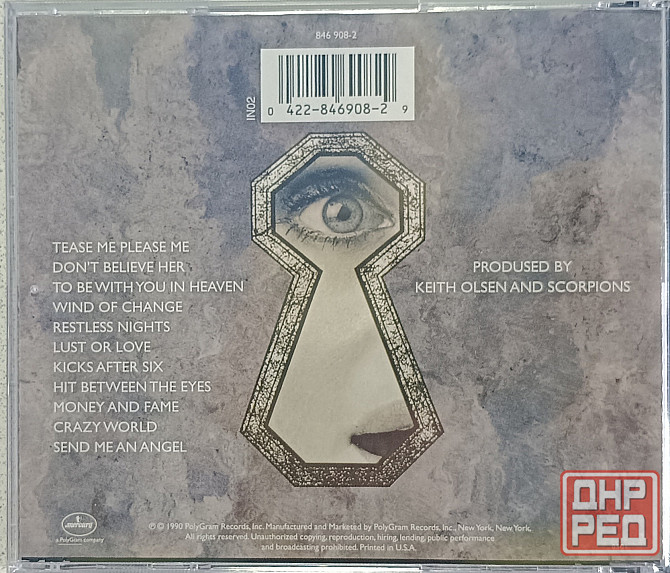 846 908-2
IN02
0 422-846908-2 9
TEASE ME PLEASE ME
DON'T BELIEVE HER
TO BE WITH YOU IN HEAVEN
WIND OF CHANGE
RESTLESS NIGHTS
LUST OR LOVE
KICKS AFTER SIX
HIT BETWEEN THE EYES
MONEY AND FAME
CRAZY WORLD
SEND ME AN ANGEL
PRODUSED BY
KEITH OLSEN AND SCORPIONS
mercury
a PolyGram company
℗ © 1990 PolyGram Records, Inc. Manufactured and Marketed by PolyGram Records, Inc., New York, New York.
All rights reserved. Unauthorized copying, reproduction, hiring, lending, public performance
and broadcasting prohibited. Printed in U.S.A.
ДНР
РЕД